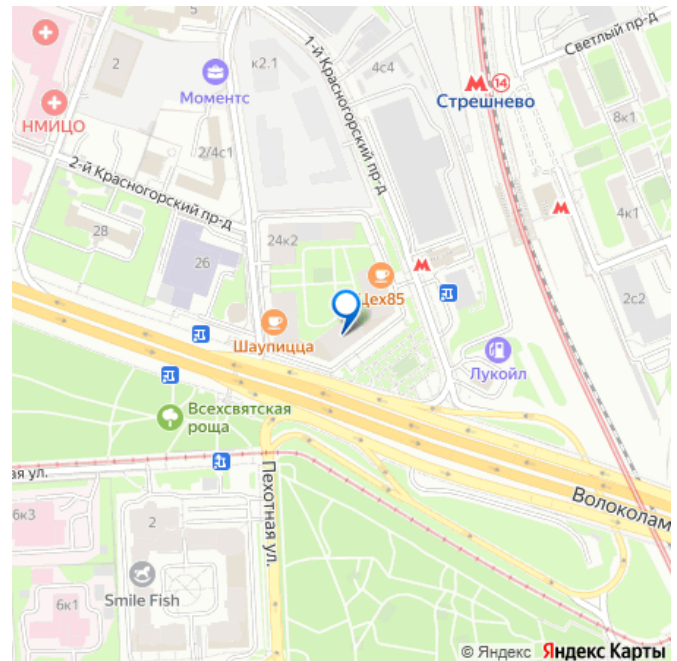 5
2
к2.1
4с4
Светлый пр-д
Моментс
1-й Красногорский пр-д
14
Стрешнево
НМИЦО
8к1
2/4с1
2-й Красногорский пр-д
4к1
28
24к2
26
Цех85
2с2
Шаупицца
Лукойл
Всехсвятская
роща
ая ул.
Пехотная ул.
Волоколам
6к3
2
Smile Fish
6к1
© Яндекс Яндекс Карты